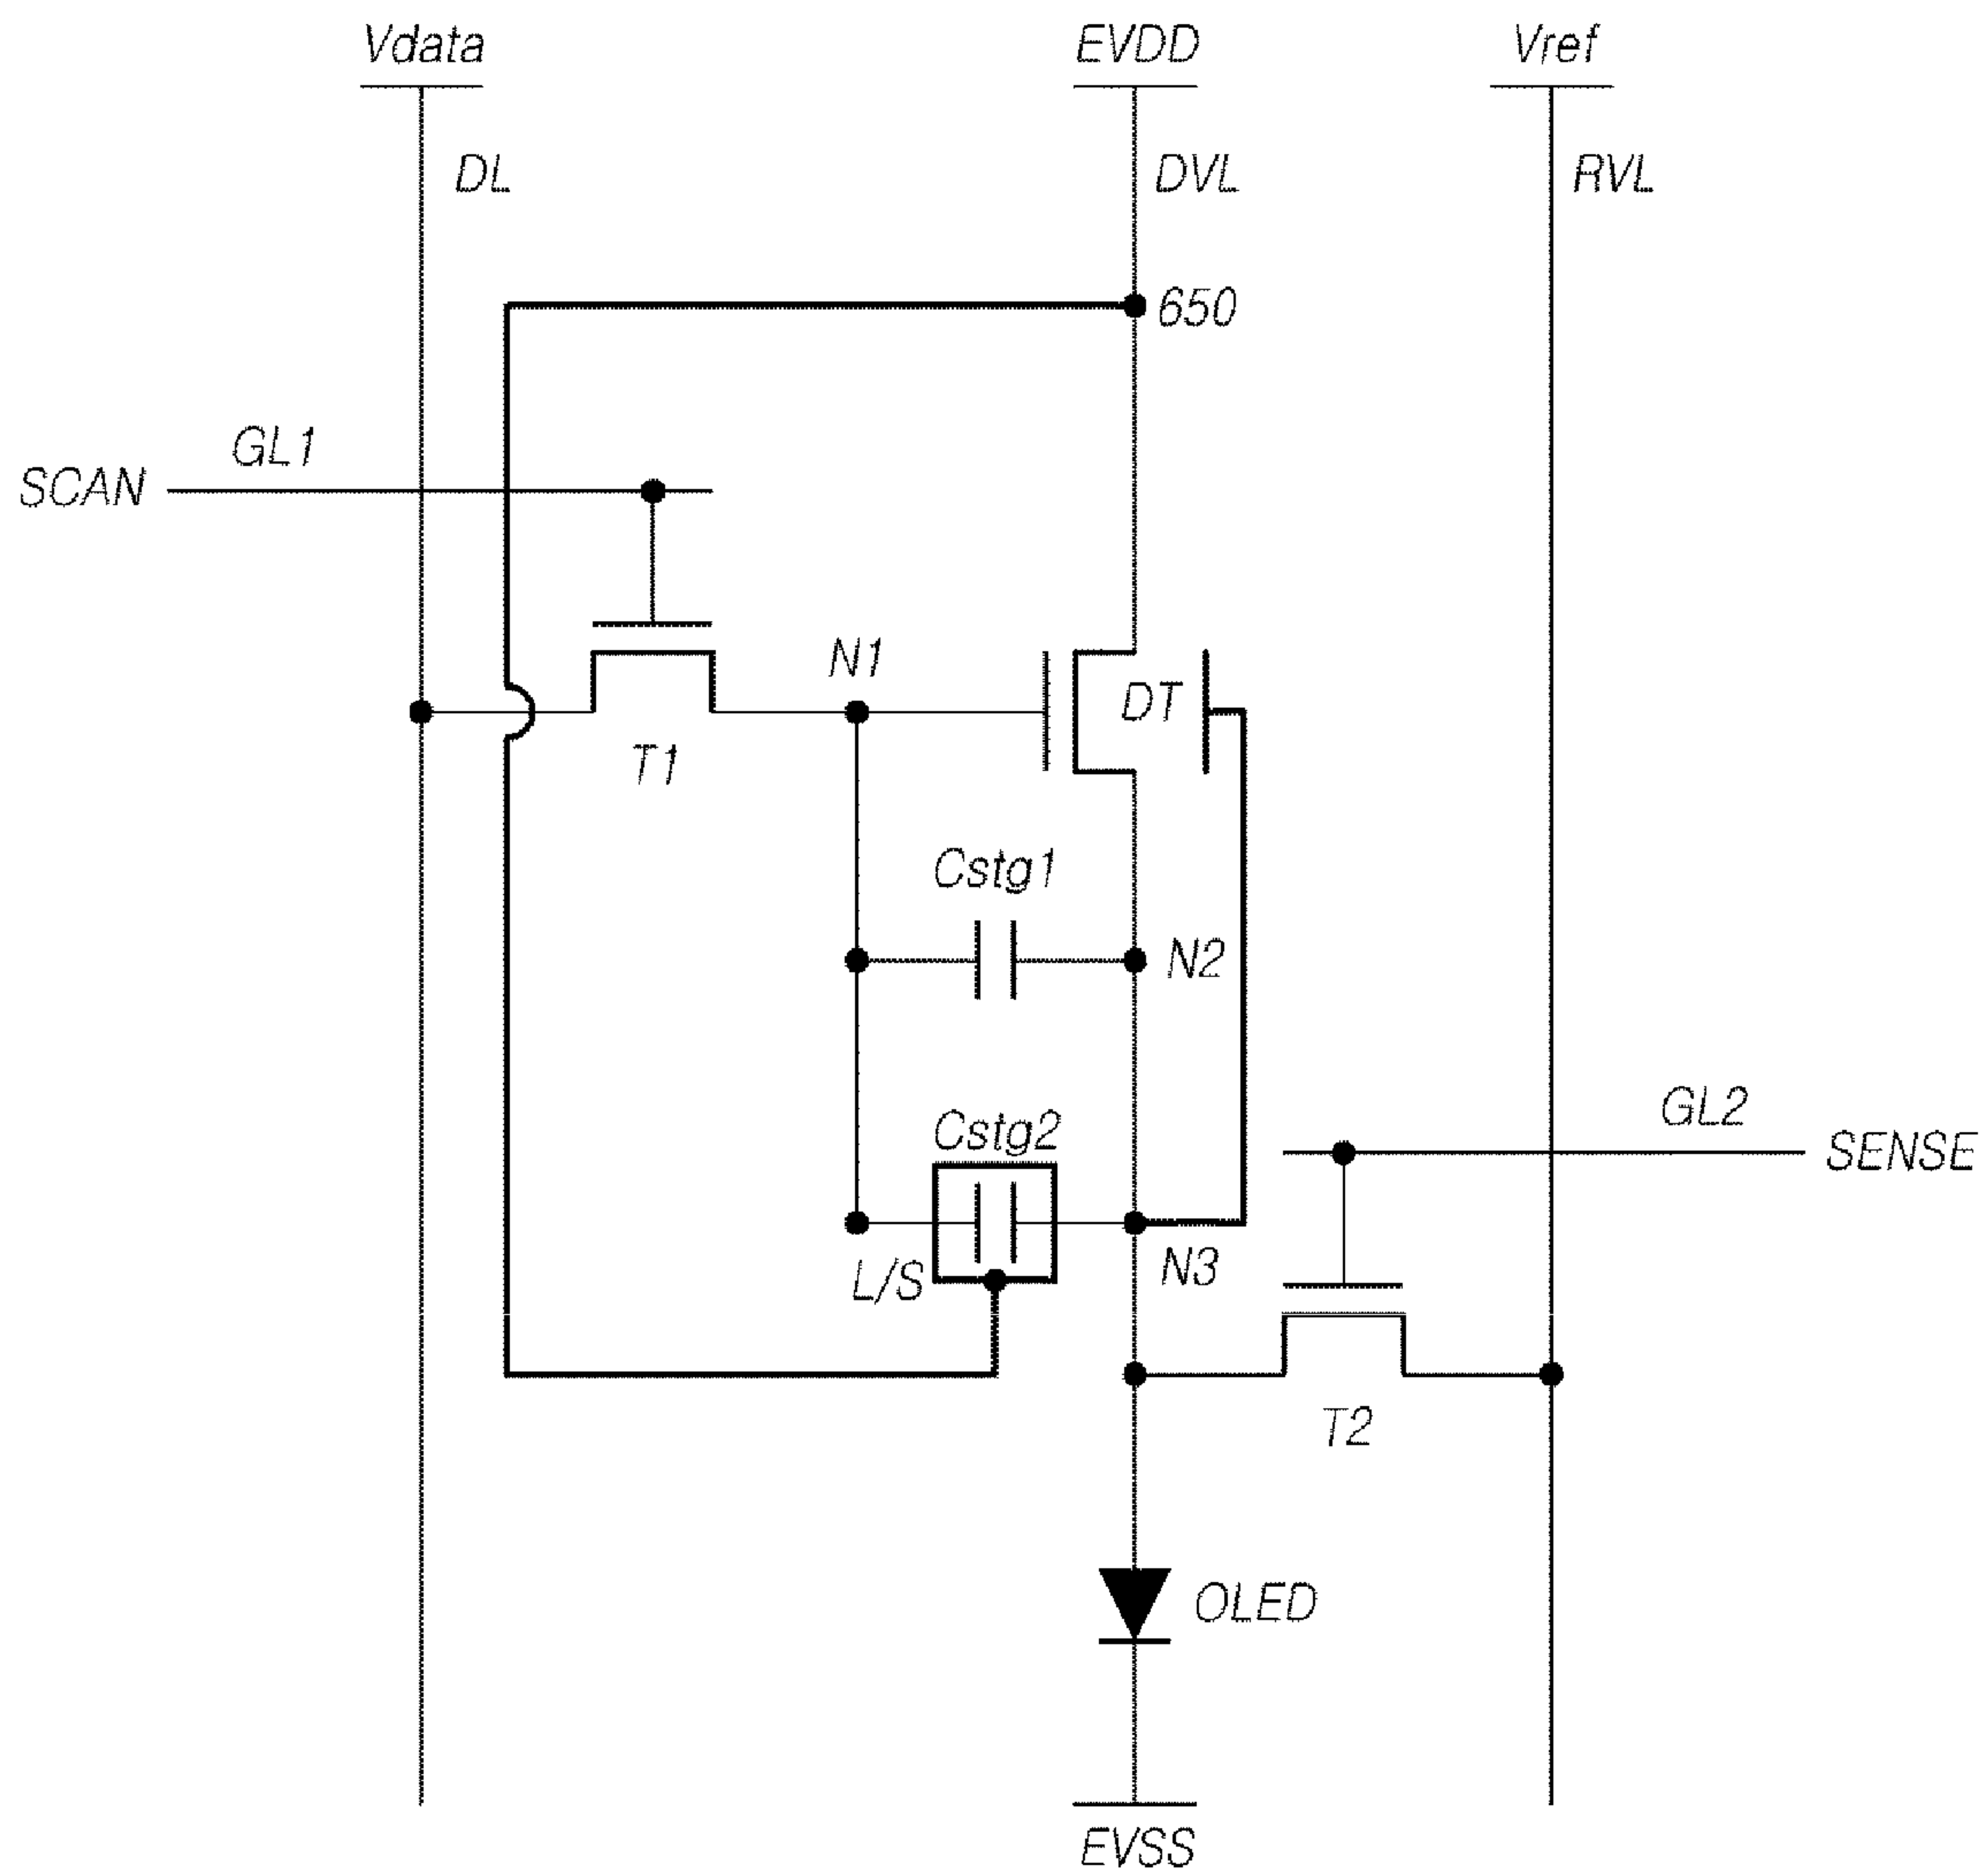 Vdata
EVDD
Vref
DL
DVL
RVL
650
GL1
SCAN
N1
DT
T1
Cstg1
N2
GL2
Cstg2
SENSE
N3
L/S
T2
OLED
EVSS